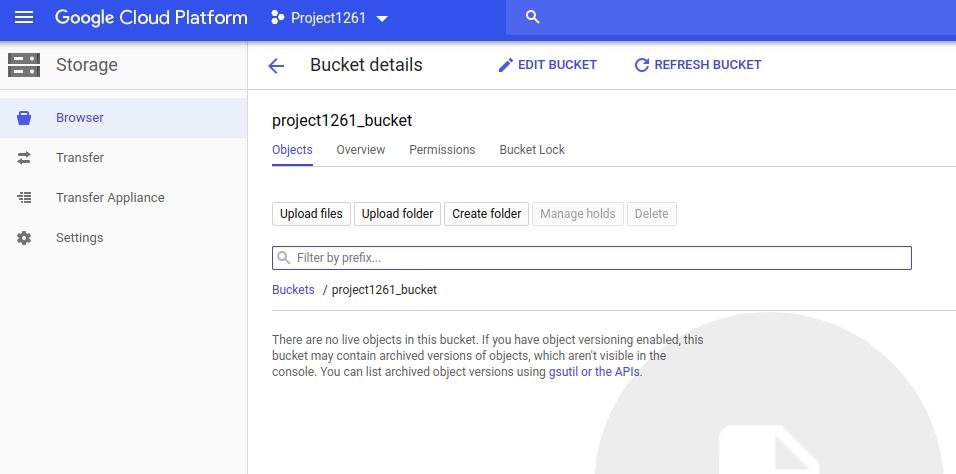 Google Cloud Platform
Project1261
Storage
Bucket details
EDIT BUCKET
REFRESH BUCKET
Browser
Transfer
Transfer Appliance
Settings
project1261_bucket
Objects
Overview
Permissions
Bucket Lock
Upload files
Upload folder
Create folder
Manage holds
Delete
Filter by prefix...
Buckets / project1261_bucket
There are no live objects in this bucket. If you have object versioning enabled, this
bucket may contain archived versions of objects, which aren't visible in the
console. You can list archived object versions using gsutil or the APIs.